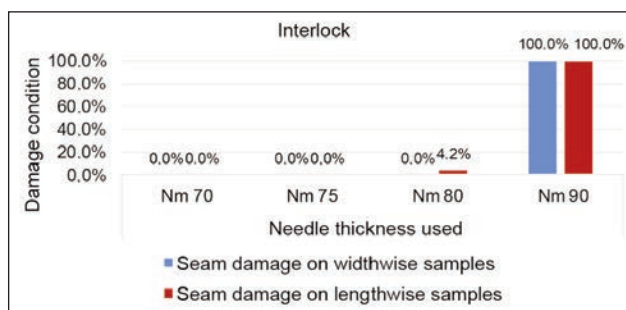 Interlock
Damage condition
100.0%
80.0%
60.0%
40.0%
20.0%
0.0%
0.0% 0.0% 0.0% 0.0% 0.0% 4.2% 100.0% 100.0%
Nm 70 Nm 75 Nm 80 Nm 90
Needle thickness used
Seam damage on widthwise samples
Seam damage on lengthwise samples